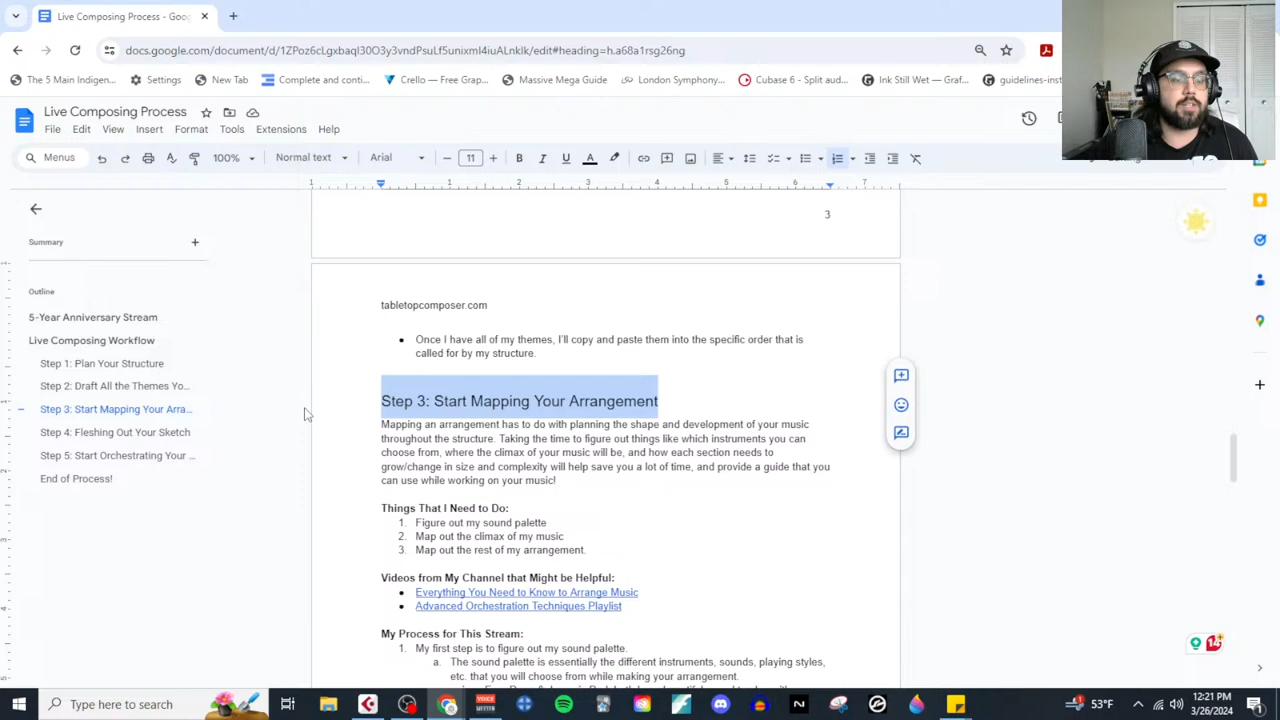 Live Composing Process - Goo
docs.google.com/document/d/1ZPoz6cLgxbaql30O3y3vndPsuLf5unixml4iuALnklk/edit#heading=h.a68a1rsg26ng
The 5 Main Indigen...
Settings
New Tab
Complete and conti...
Crello — Free Grap...
Massive Mega Guide
London Symphony...
Cubase 6 - Split aud...
Ink Still Wet — Graf...
guidelines-inst
Live Composing Process
File Edit View Insert Format Tools Extensions Help
Menus
100%
Normal text
Arial
11
1 1 2 3 4 5 6 7
3
Summary
Outline
5-Year Anniversary Stream
Live Composing Workflow
Step 1: Plan Your Structure
Step 2: Draft All the Themes Yo...
Step 3: Start Mapping Your Arra...
Step 4: Fleshing Out Your Sketch
Step 5: Start Orchestrating Your ...
End of Process!
tabletopcomposer.com
Once I have all of my themes, I'll copy and paste them into the specific order that is
called for by my structure.
Step 3: Start Mapping Your Arrangement
Mapping an arrangement has to do with planning the shape and development of your music
throughout the structure. Taking the time to figure out things like which instruments you can
choose from, where the climax of your music will be, and how each section needs to
grow/change in size and complexity will help save you a lot of time, and provide a guide that you
can use while working on your music!
Things That I Need to Do:
1. Figure out my sound palette
2. Map out the climax of my music
3. Map out the rest of my arrangement.
Videos from My Channel that Might be Helpful:
Everything You Need to Know to Arrange Music
Advanced Orchestration Techniques Playlist
My Process for This Stream:
1. My first step is to figure out my sound palette.
a. The sound palette is essentially the different instruments, sounds, playing styles,
etc. that you will choose from while making your arrangement.
14
Type here to search
53°F
12:21 PM
3/26/2024